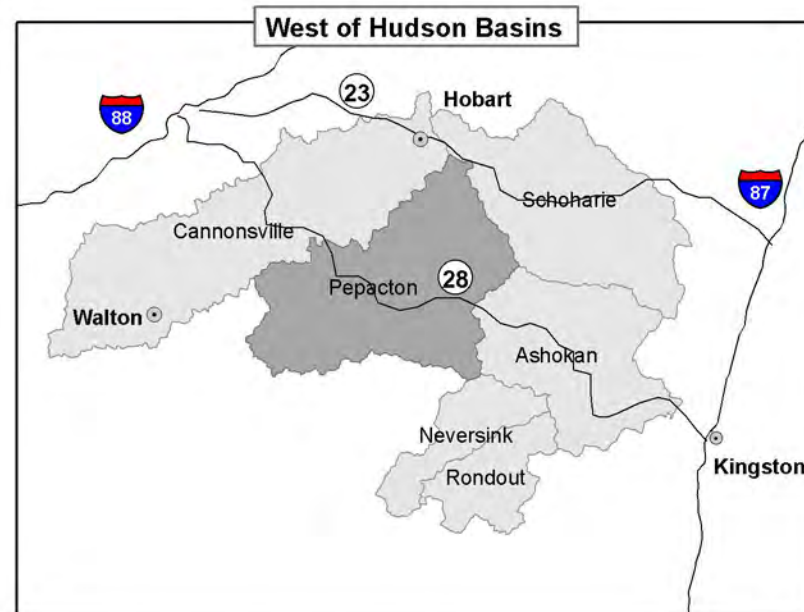 West of Hudson Basins
23
Hobart
88
87
Schoharie
Cannonsville
28
Pepacton
Walton
Ashokan
Neversink
Kingston
Rondout